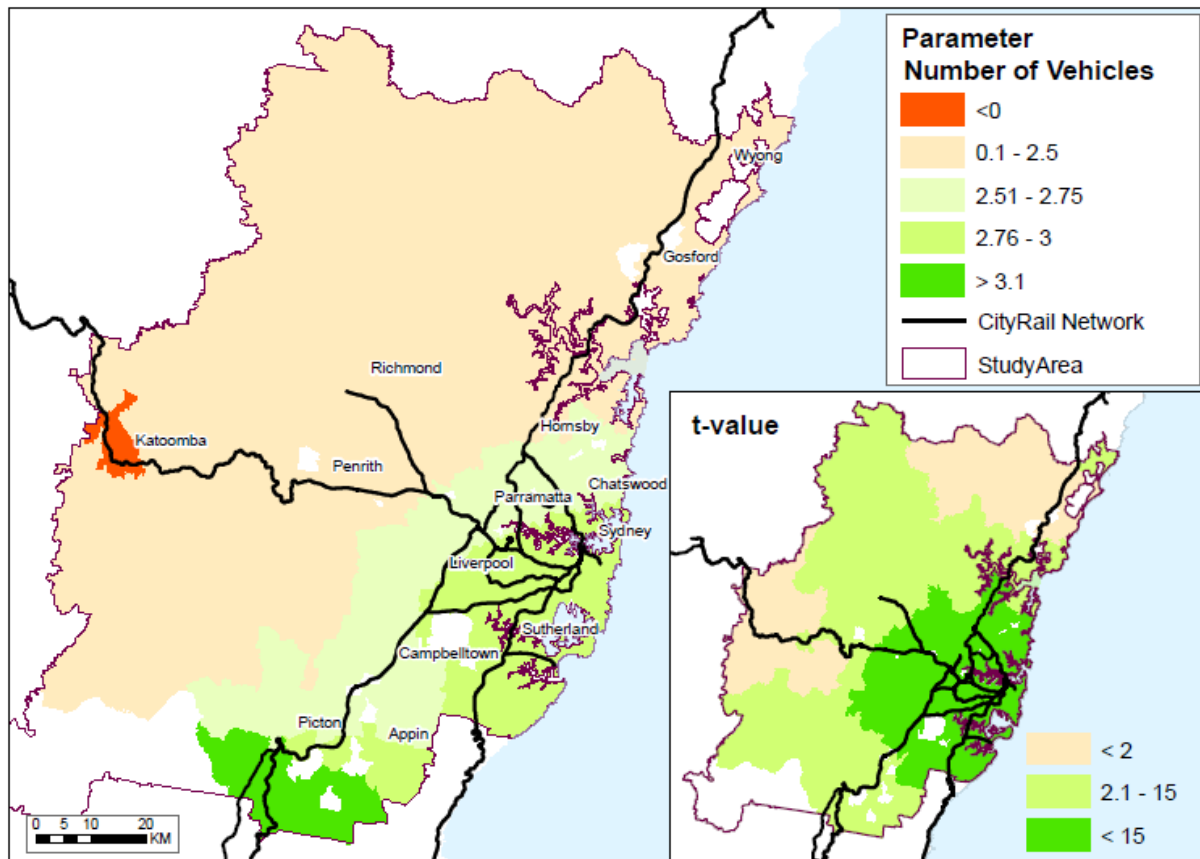 Parameter
Number of Vehicles
<0
0.1 - 2.5
2.51 - 2.75
2.76 - 3
> 3.1
CityRail Network
StudyArea
Wyong
Gosford
Richmond
Hornsby
Katoomba
Penrith
Chatswood
Parramatta
Sydney
Liverpool
Sutherland
Campbelltown
Picton
Appin
0 5 10 20
KM
t-value
< 2
2.1 - 15
< 15